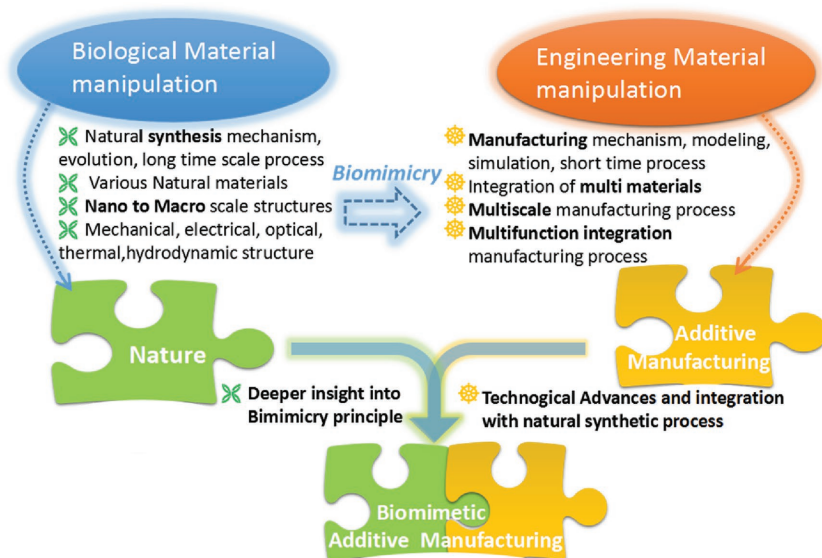 Biological Material
manipulation
Engineering Material
manipulation
Natural synthesis mechanism,
evolution, long time scale process
Various Natural materials
Nano to Macro scale structures
Mechanical, electrical, optical,
thermal,hydrodynamic structure
Biomimicry
Manufacturing mechanism, modeling,
simulation, short time process
Integration of multi materials
Multiscale manufacturing process
Multifunction integration
manufacturing process
Nature
Additive
Manufacturing
Deeper insight into
Bimimicry principle
Technogical Advances and integration
with natural synthetic process
Biomimetic
Additive Manufacturing